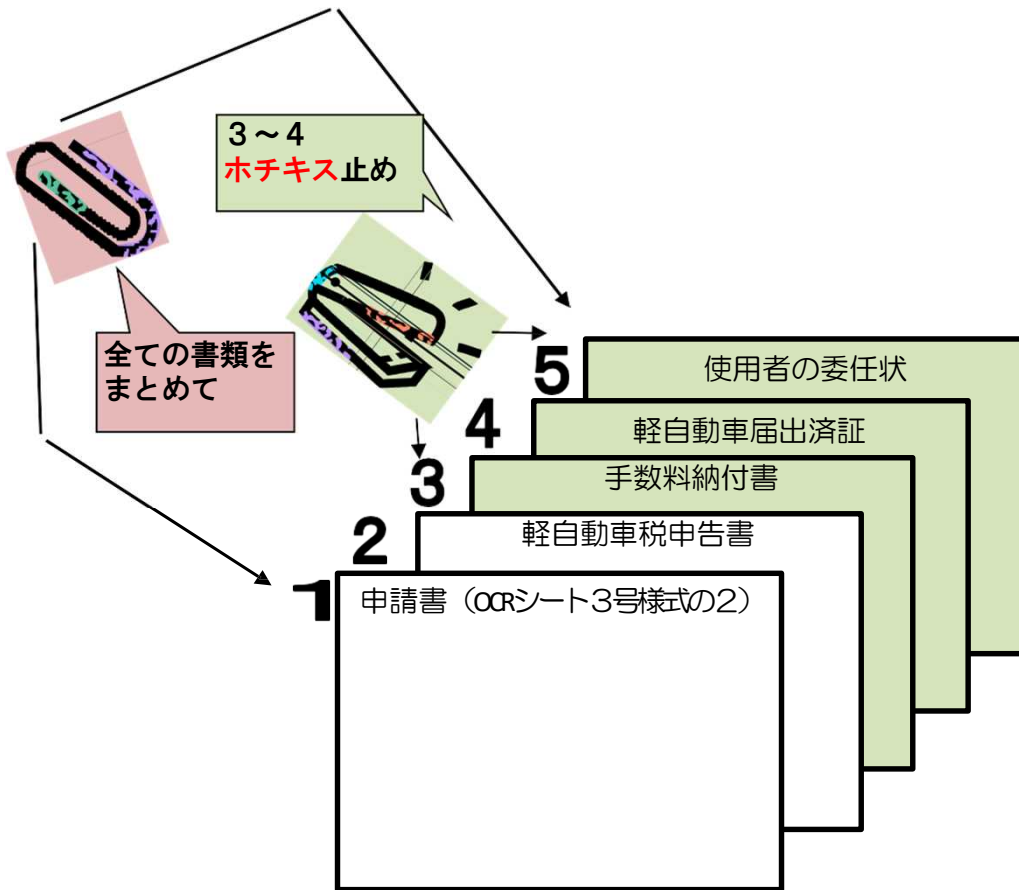 3～4
ホチキス止め
全ての書類を
まとめて
5
使用者の委任状
4
軽自動車届出済証
3
手数料納付書
2
軽自動車税申告書
1
申請書（OCRシート3号様式の2）